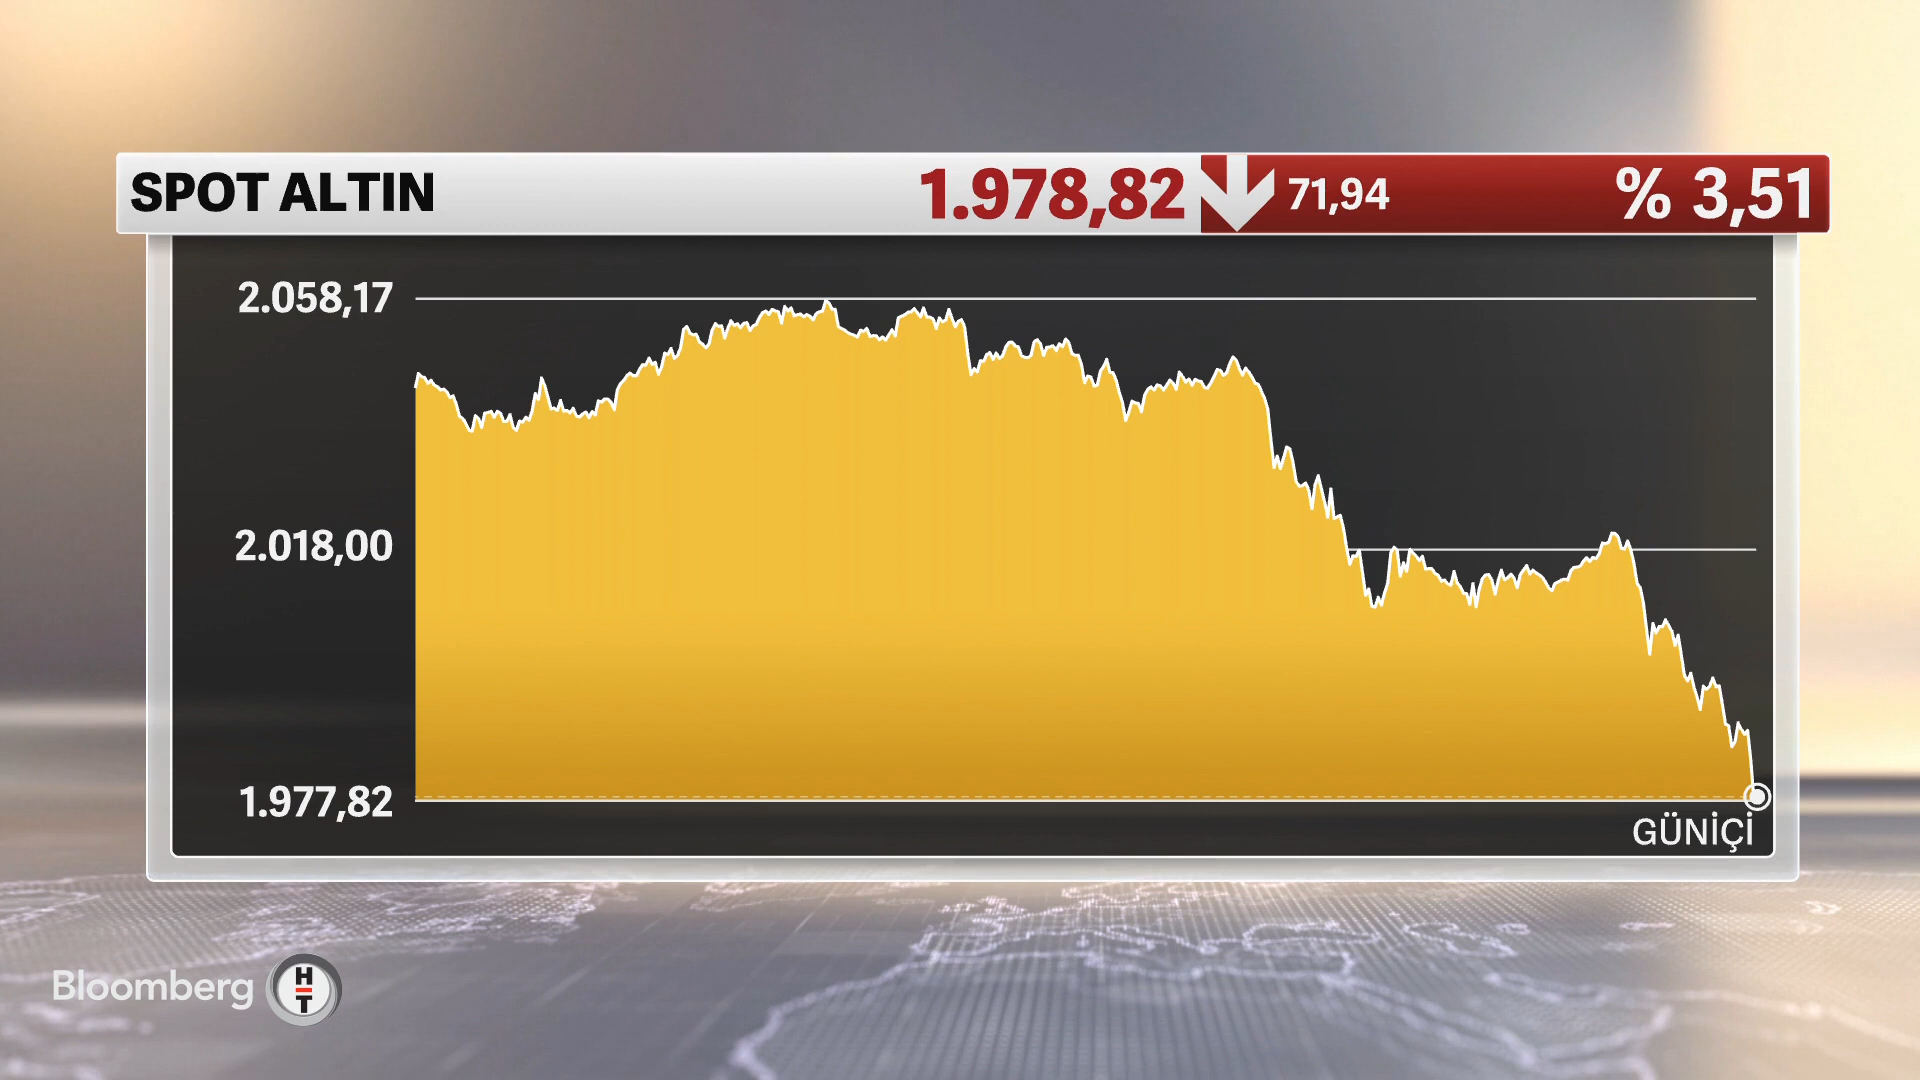 SPOT ALTIN 1.978,82 71,94 % 3,51
2.058,17
2.018,00
1.977,82
GÜNİÇİ
Bloomberg HT